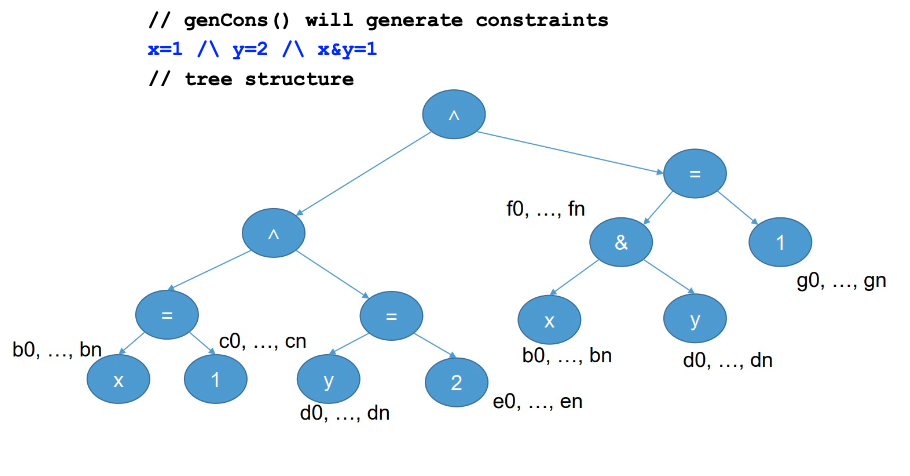 // genCons() will generate constraints
x=1 /\ y=2 /\ x&y=1
// tree structure
^
=
f0, ..., fn
^
&
1
g0, ..., gn
=
=
x
y
b0, ..., bn
c0, ..., cn
b0, ..., bn
d0, ..., dn
x
1
y
2
d0, ..., dn
e0, ..., en